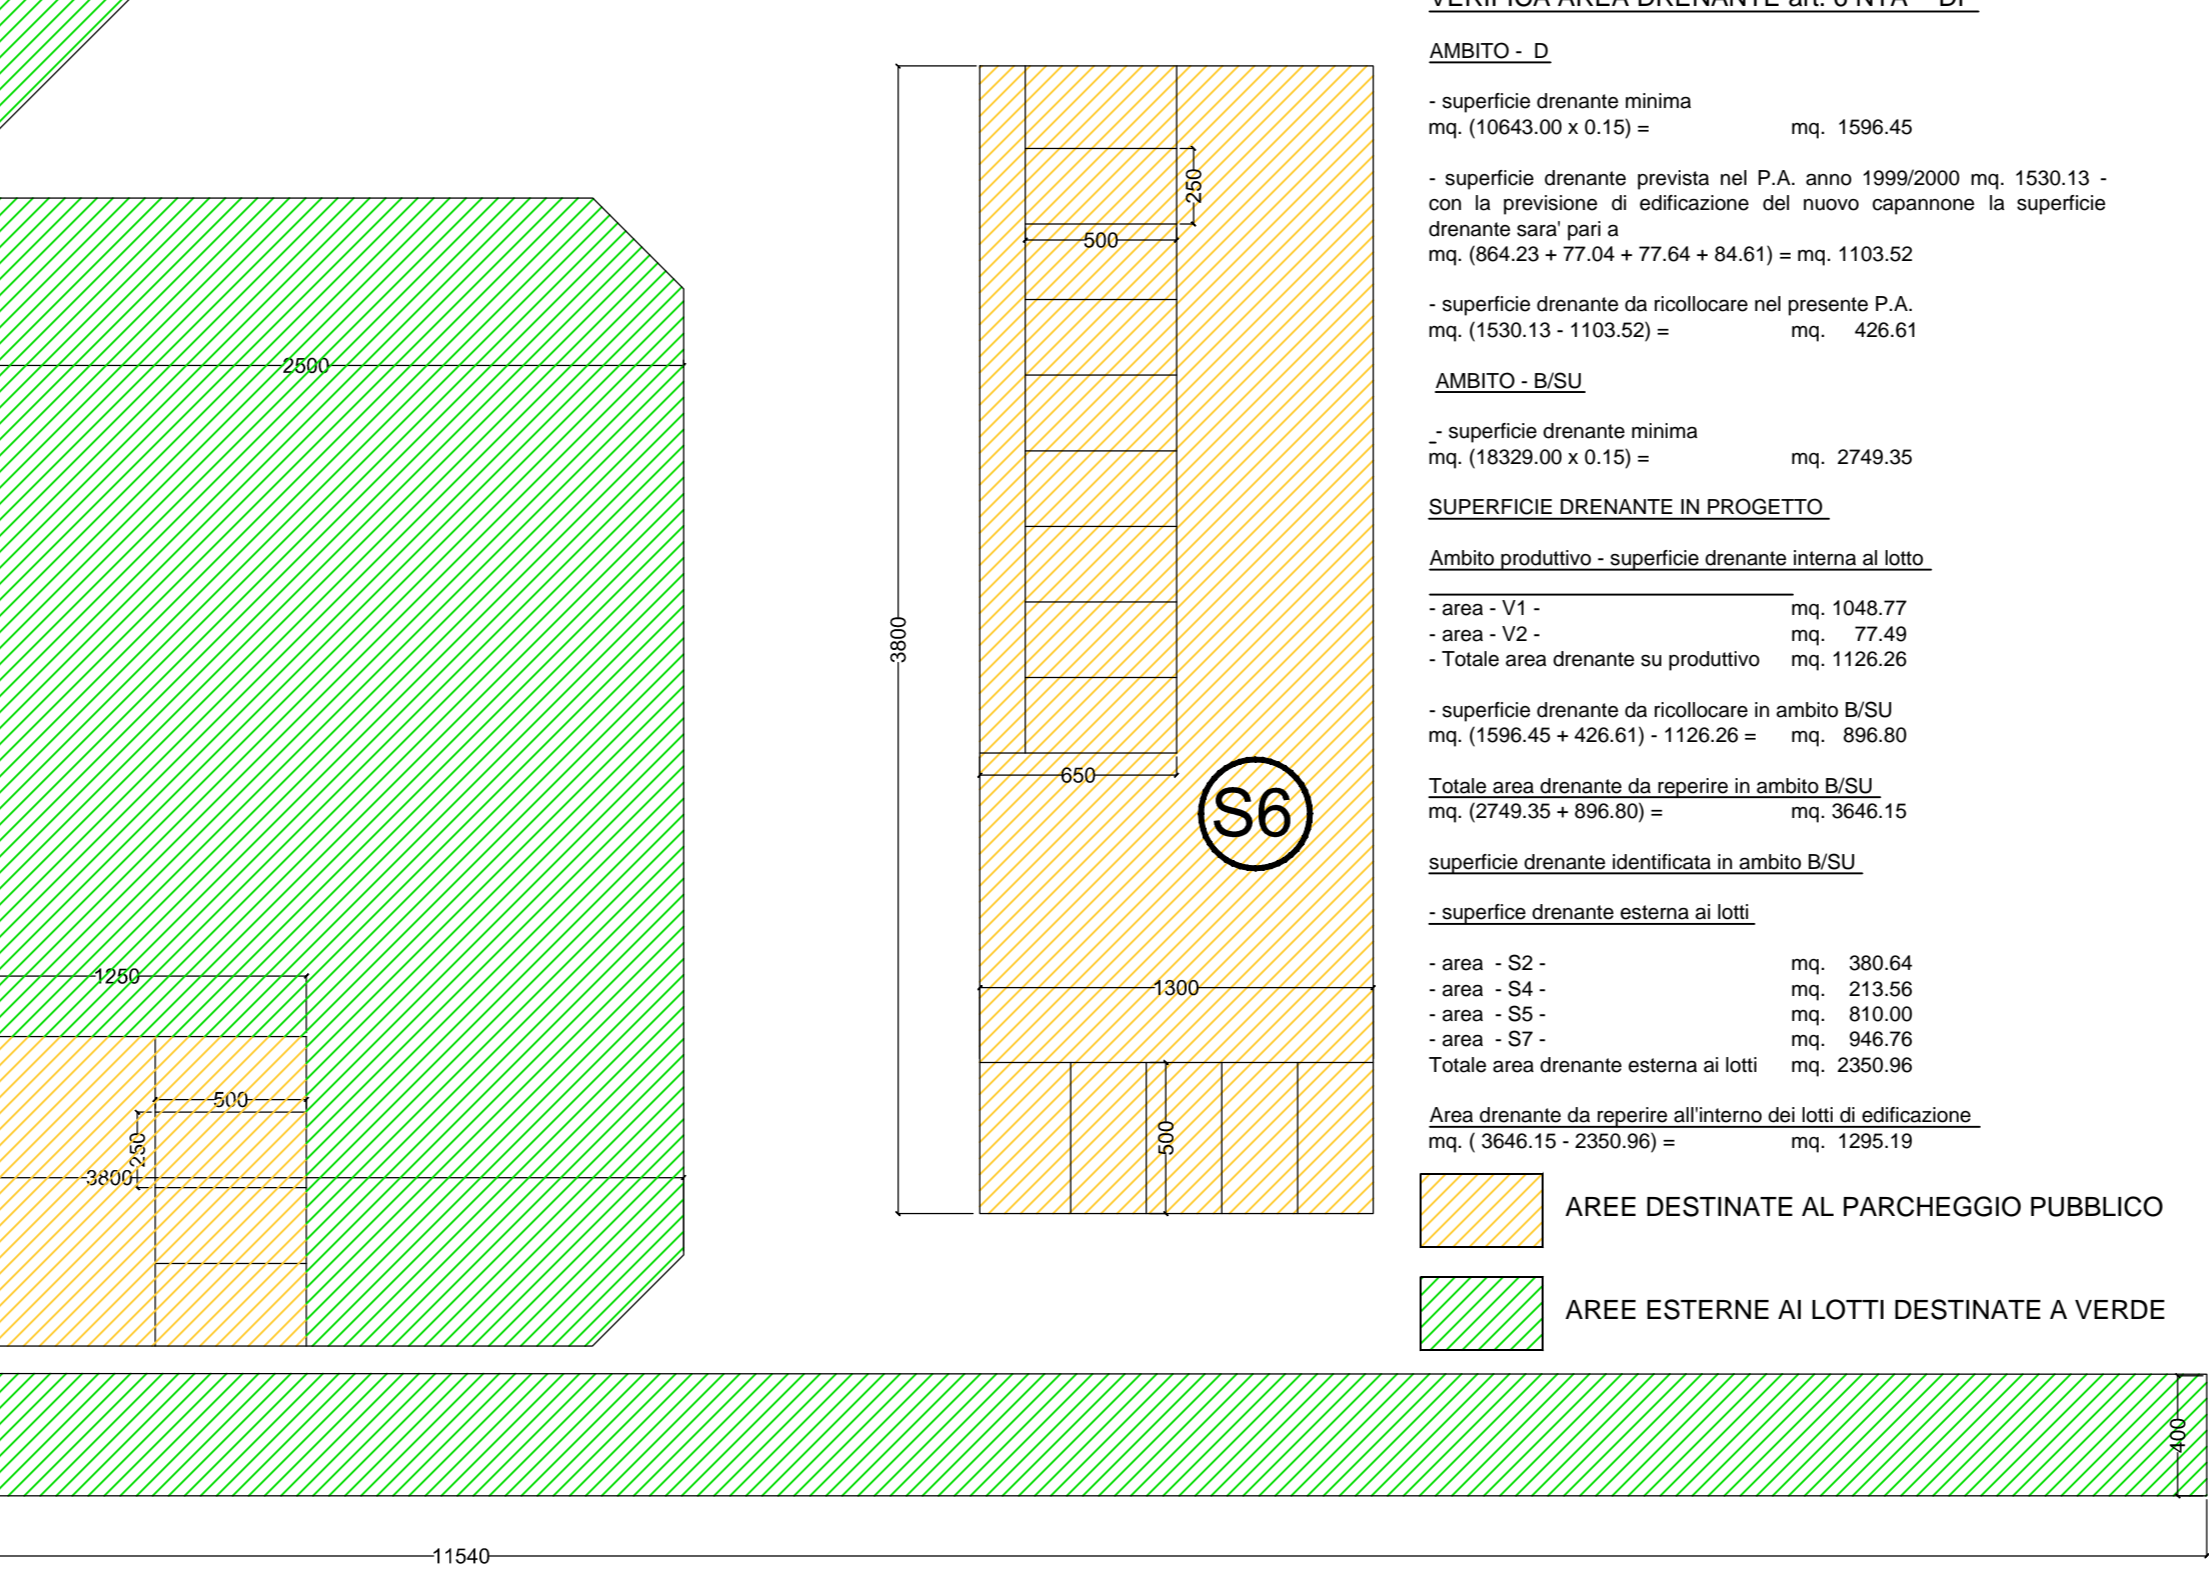 VERIFICA AREA DRENANTE art. 6 NTA - DP
AMBITO - D
- superficie drenante minima
mq. (10643.00 x 0.15) = mq. 1596.45
- superficie drenante prevista nel P.A. anno 1999/2000 mq. 1530.13 -
con la previsione di edificazione del nuovo capannone la superficie
drenante sara' pari a
mq. (864.23 + 77.04 + 77.64 + 84.61) = mq. 1103.52
- superficie drenante da ricollocare nel presente P.A.
mq. (1530.13 - 1103.52) = mq. 426.61
AMBITO - B/SU
- superficie drenante minima
mq. (18329.00 x 0.15) = mq. 2749.35
SUPERFICIE DRENANTE IN PROGETTO
Ambito produttivo - superficie drenante interna al lotto
- area - V1 - mq. 1048.77
- area - V2 - mq. 77.49
- Totale area drenante su produttivo mq. 1126.26
- superficie drenante da ricollocare in ambito B/SU
mq. (1596.45 + 426.61) - 1126.26 = mq. 896.80
Totale area drenante da reperire in ambito B/SU
mq. (2749.35 + 896.80) = mq. 3646.15
superficie drenante identificata in ambito B/SU
- superfice drenante esterna ai lotti
- area - S2 - mq. 380.64
- area - S4 - mq. 213.56
- area - S5 - mq. 810.00
- area - S7 - mq. 946.76
Totale area drenante esterna ai lotti mq. 2350.96
Area drenante da reperire all'interno dei lotti di edificazione
mq. ( 3646.15 - 2350.96) = mq. 1295.19
AREE DESTINATE AL PARCHEGGIO PUBBLICO
AREE ESTERNE AI LOTTI DESTINATE A VERDE
250
500
2500
3800
650
S6
1250
1300
500
250
3800
500
400
11540